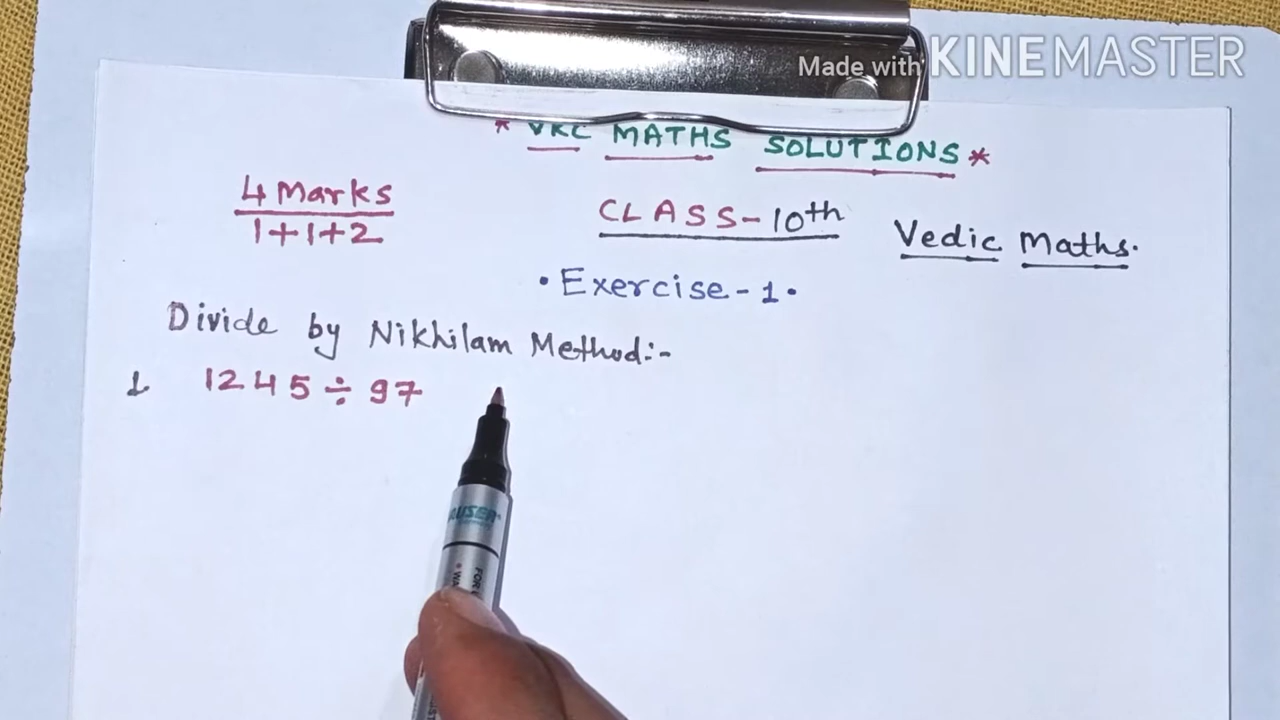 Made with KINEMASTER
* VKC MATHS SOLUTIONS *
4 Marks
1+1+2
CLASS-10th
Vedic Maths.
• Exercise - 1 •
Divide by Nikhilam Method:-
1 1245 ÷ 97